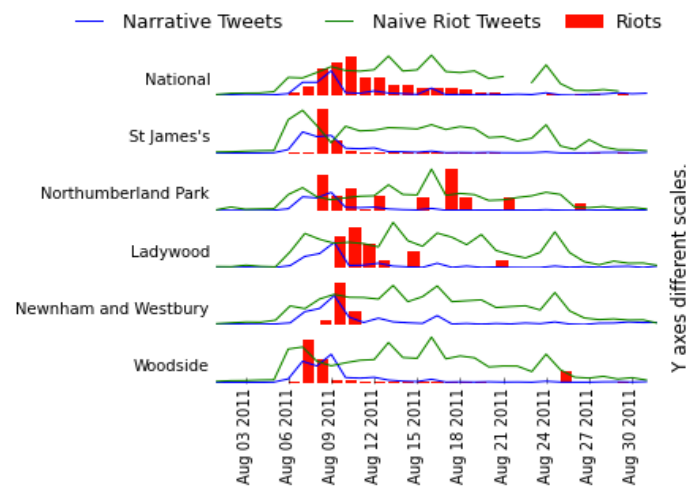 Narrative Tweets Naive Riot Tweets Riots
National
St James's
Northumberland Park
Ladywood
Newnham and Westbury
Woodside
Y axes different scales.
Aug 03 2011
Aug 06 2011
Aug 09 2011
Aug 12 2011
Aug 15 2011
Aug 18 2011
Aug 21 2011
Aug 24 2011
Aug 27 2011
Aug 30 2011